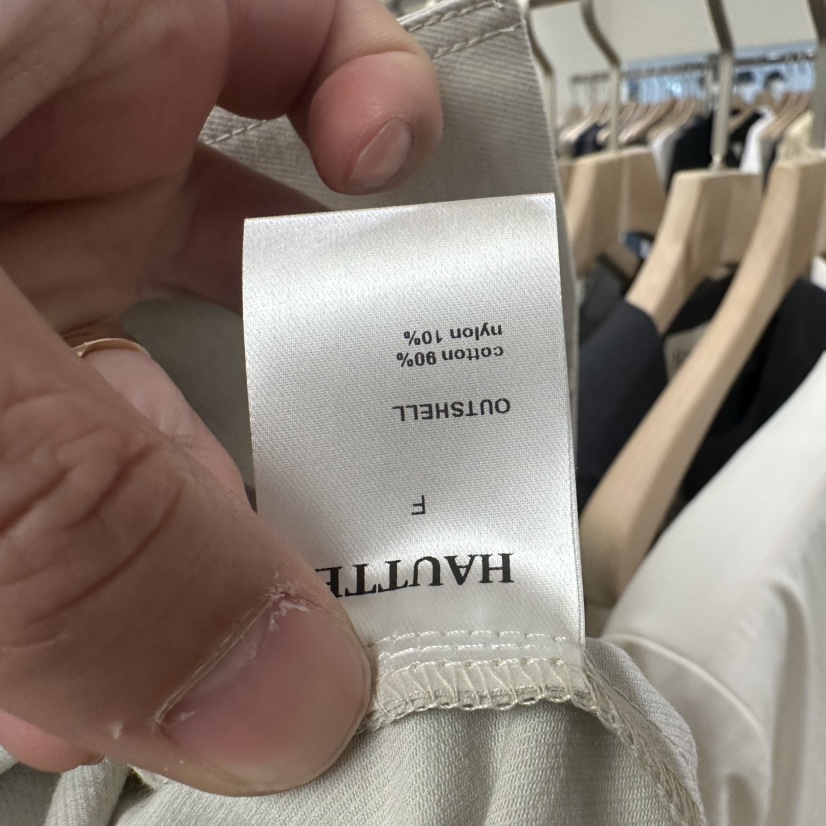 HAUTTE
F
OUTSHELL
cotton 90%
nylon 10%